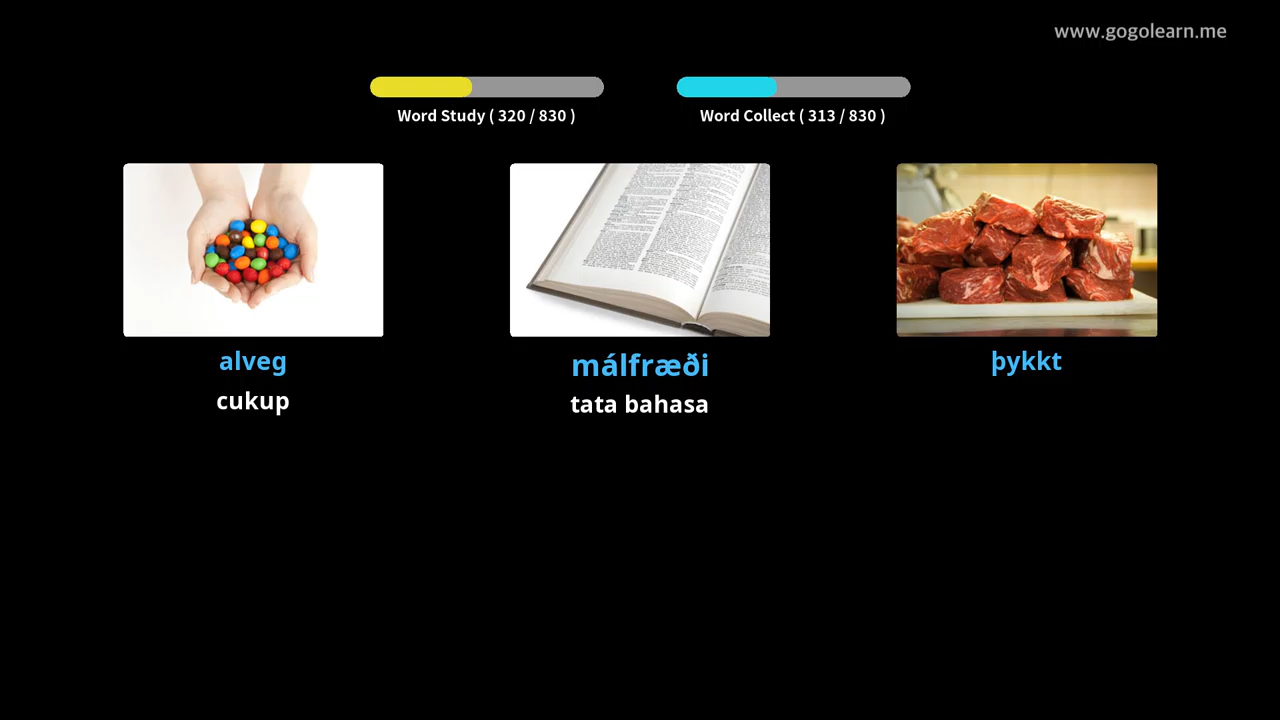 www.gogolearn.me
Word Study ( 320 / 830 )
Word Collect ( 313 / 830 )
alveg
málfræði
þykkt
cukup
tata bahasa